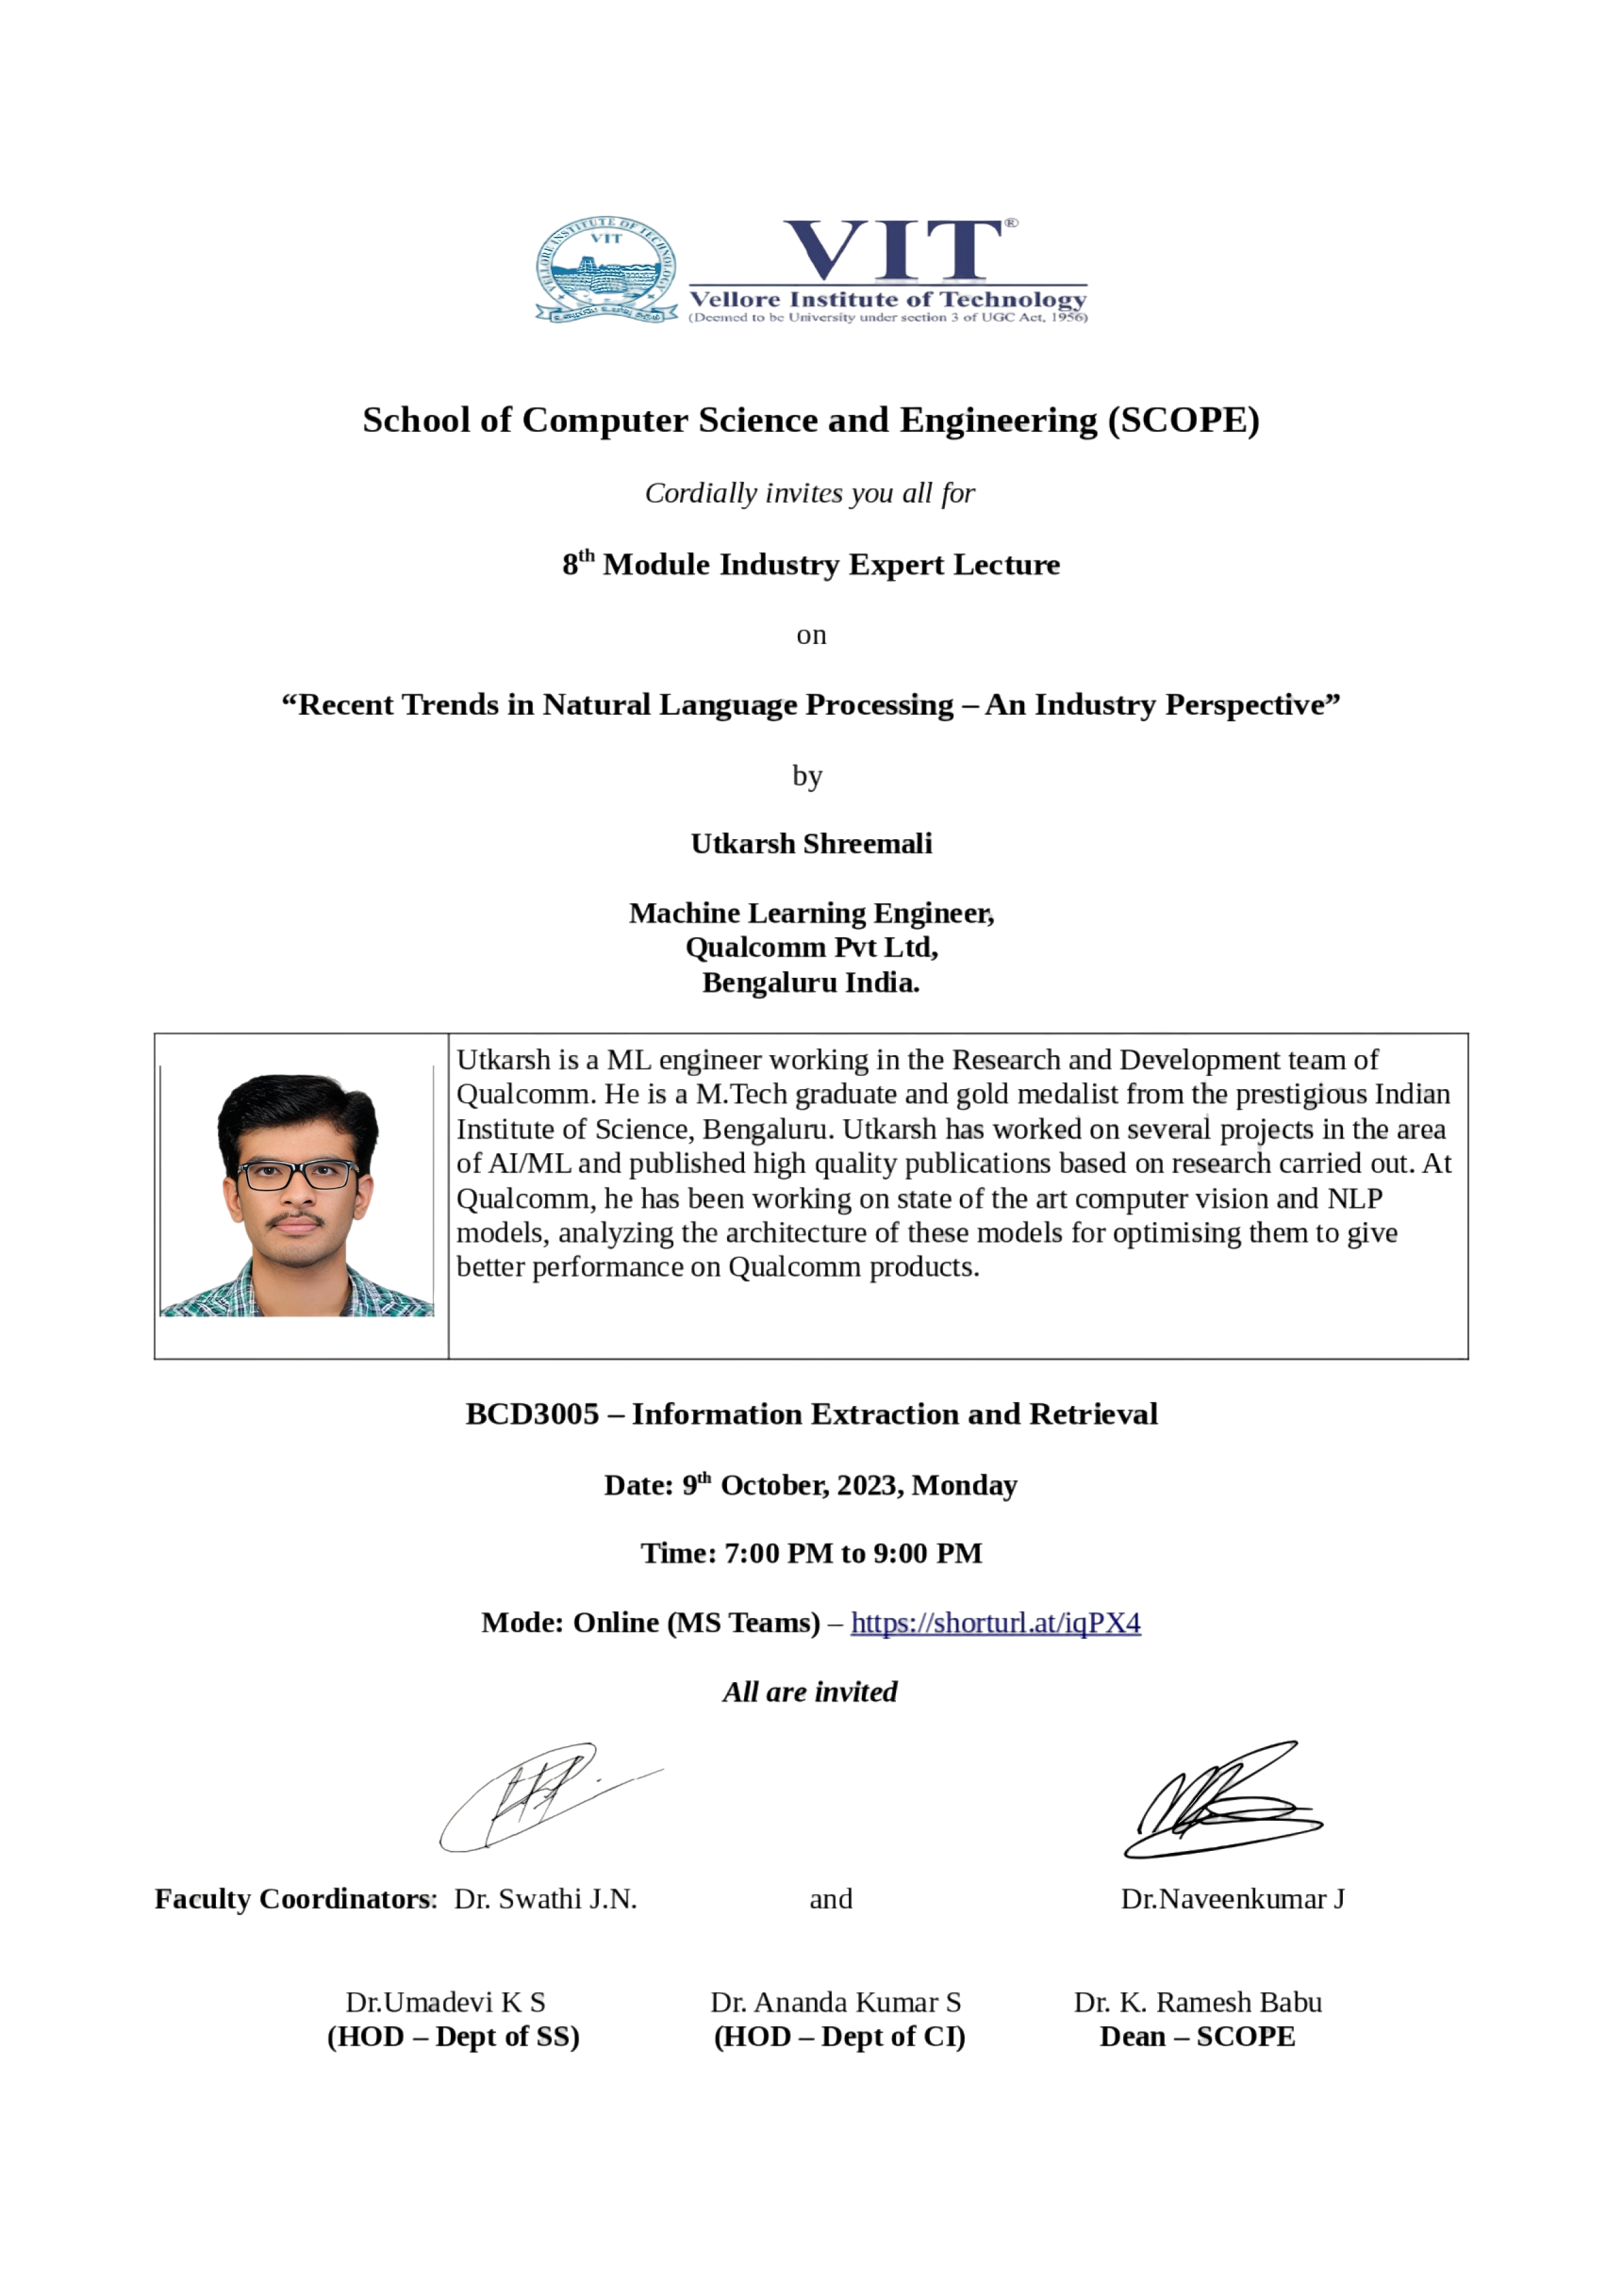 VELLORE INSTITUTE OF TECHNOLOGY
VIT
VIT®
Vellore Institute of Technology
(Deemed to be University under section 3 of UGC Act, 1956)
School of Computer Science and Engineering (SCOPE)
Cordially invites you all for
8th Module Industry Expert Lecture
on
“Recent Trends in Natural Language Processing – An Industry Perspective”
by
Utkarsh Shreemali
Machine Learning Engineer,
Qualcomm Pvt Ltd,
Bengaluru India.
Utkarsh is a ML engineer working in the Research and Development team of
Qualcomm. He is a M.Tech graduate and gold medalist from the prestigious Indian
Institute of Science, Bengaluru. Utkarsh has worked on several projects in the area
of AI/ML and published high quality publications based on research carried out. At
Qualcomm, he has been working on state of the art computer vision and NLP
models, analyzing the architecture of these models for optimising them to give
better performance on Qualcomm products.
BCD3005 – Information Extraction and Retrieval
Date: 9th October, 2023, Monday
Time: 7:00 PM to 9:00 PM
Mode: Online (MS Teams) – https://shorturl.at/iqPX4
All are invited
Faculty Coordinators: Dr. Swathi J.N. and Dr.Naveenkumar J
Dr.Umadevi K S Dr. Ananda Kumar S Dr. K. Ramesh Babu
(HOD – Dept of SS) (HOD – Dept of CI) Dean – SCOPE